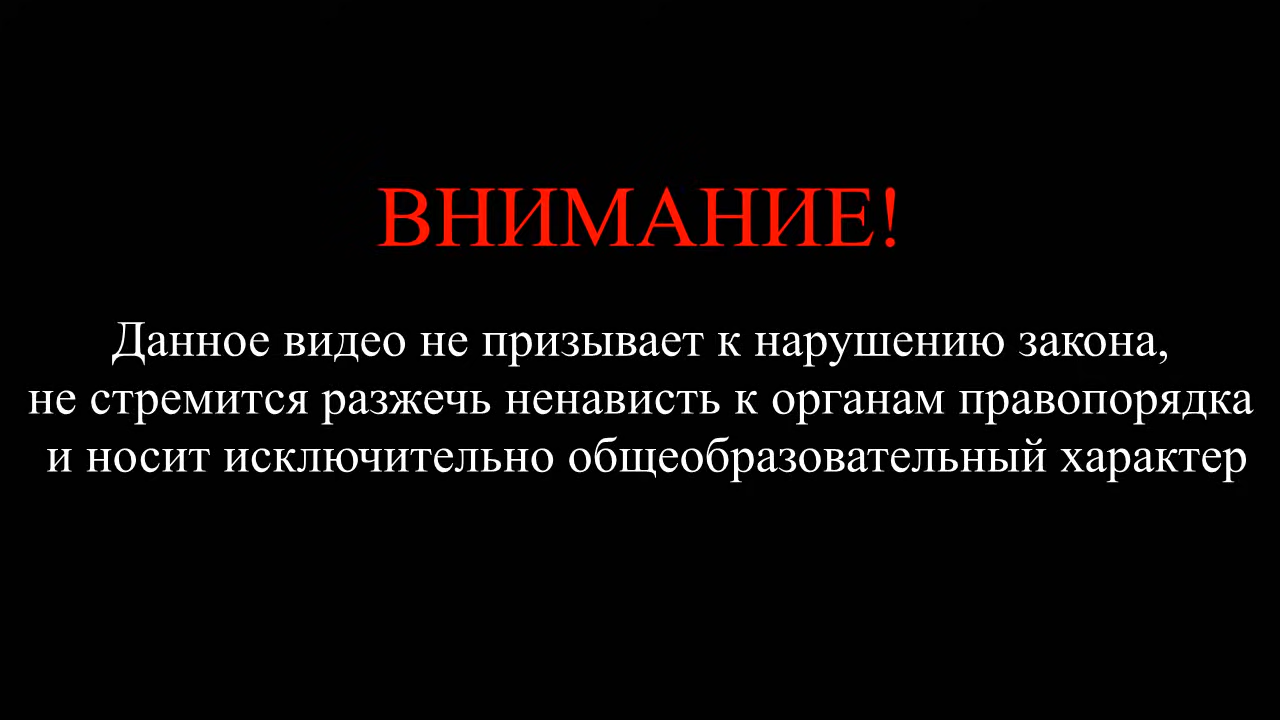 ВНИМАНИЕ!
Данное видео не призывает к нарушению закона,
не стремится разжечь ненависть к органам правопорядка
и носит исключительно общеобразовательный характер